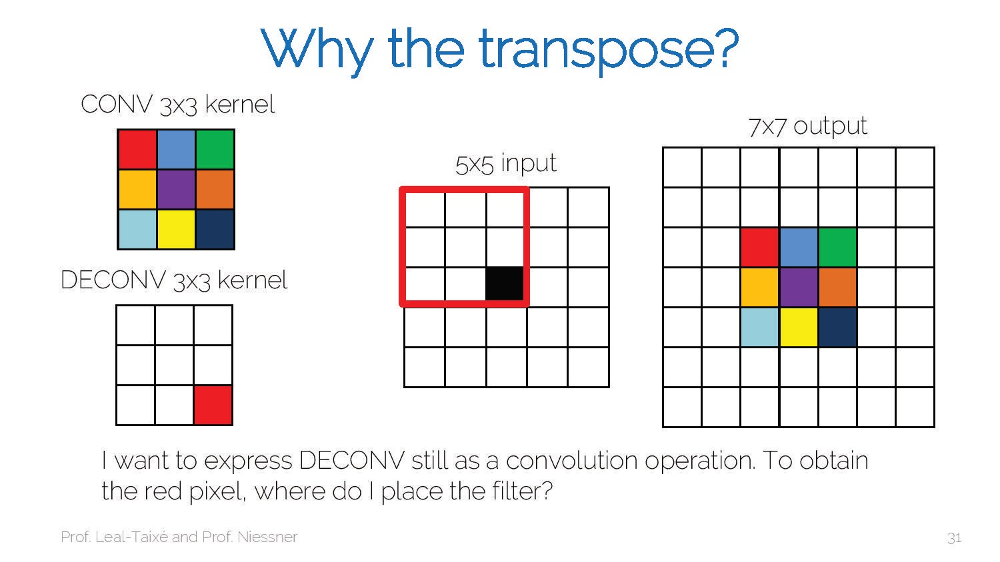 Why the transpose?
CONV 3x3 kernel
7x7 output
5x5 input
DECONV 3x3 kernel
I want to express DECONV still as a convolution operation. To obtain
the red pixel, where do I place the filter?
Prof. Leal-Taixé and Prof. Niessner
31